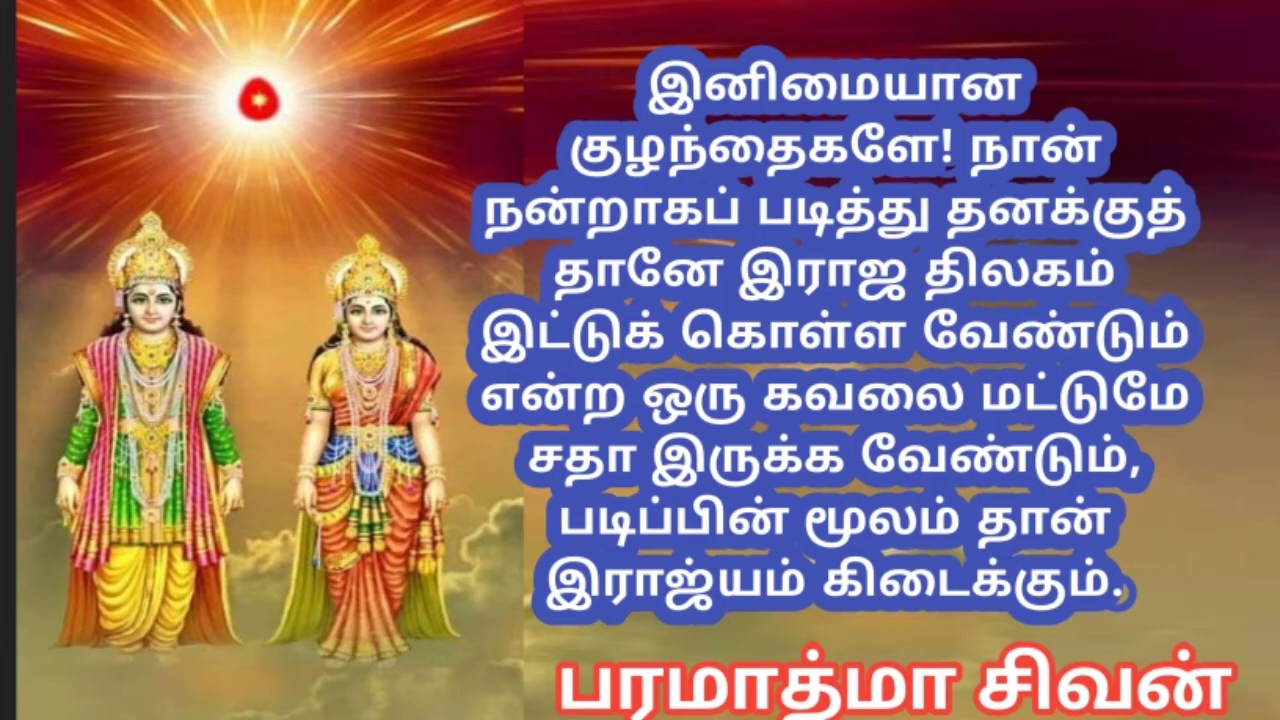 இனிமையான
குழந்தைகளே! நான்
நன்றாகப் படித்து தனக்குத்
தானே இராஜ திலகம்
இட்டுக் கொள்ள வேண்டும்
என்ற ஒரு கவலை மட்டுமே
சதா இருக்க வேண்டும்,
படிப்பின் மூலம் தான்
இராஜ்யம் கிடைக்கும்.
பரமாத்மா சிவன்